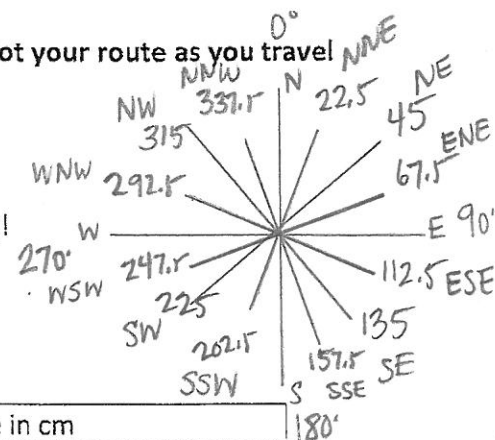 0°
ot your route as you travel
NNW
337.5
N
NNE
22.5
NW
315
NE
45
WNW 292.5
ENE
67.5
!
W
270°
E 90°
WSW
247.5
112.5 ESE
SW
225
135
SE
SSW
202.5
157.5
SSE
S
180°
in cm